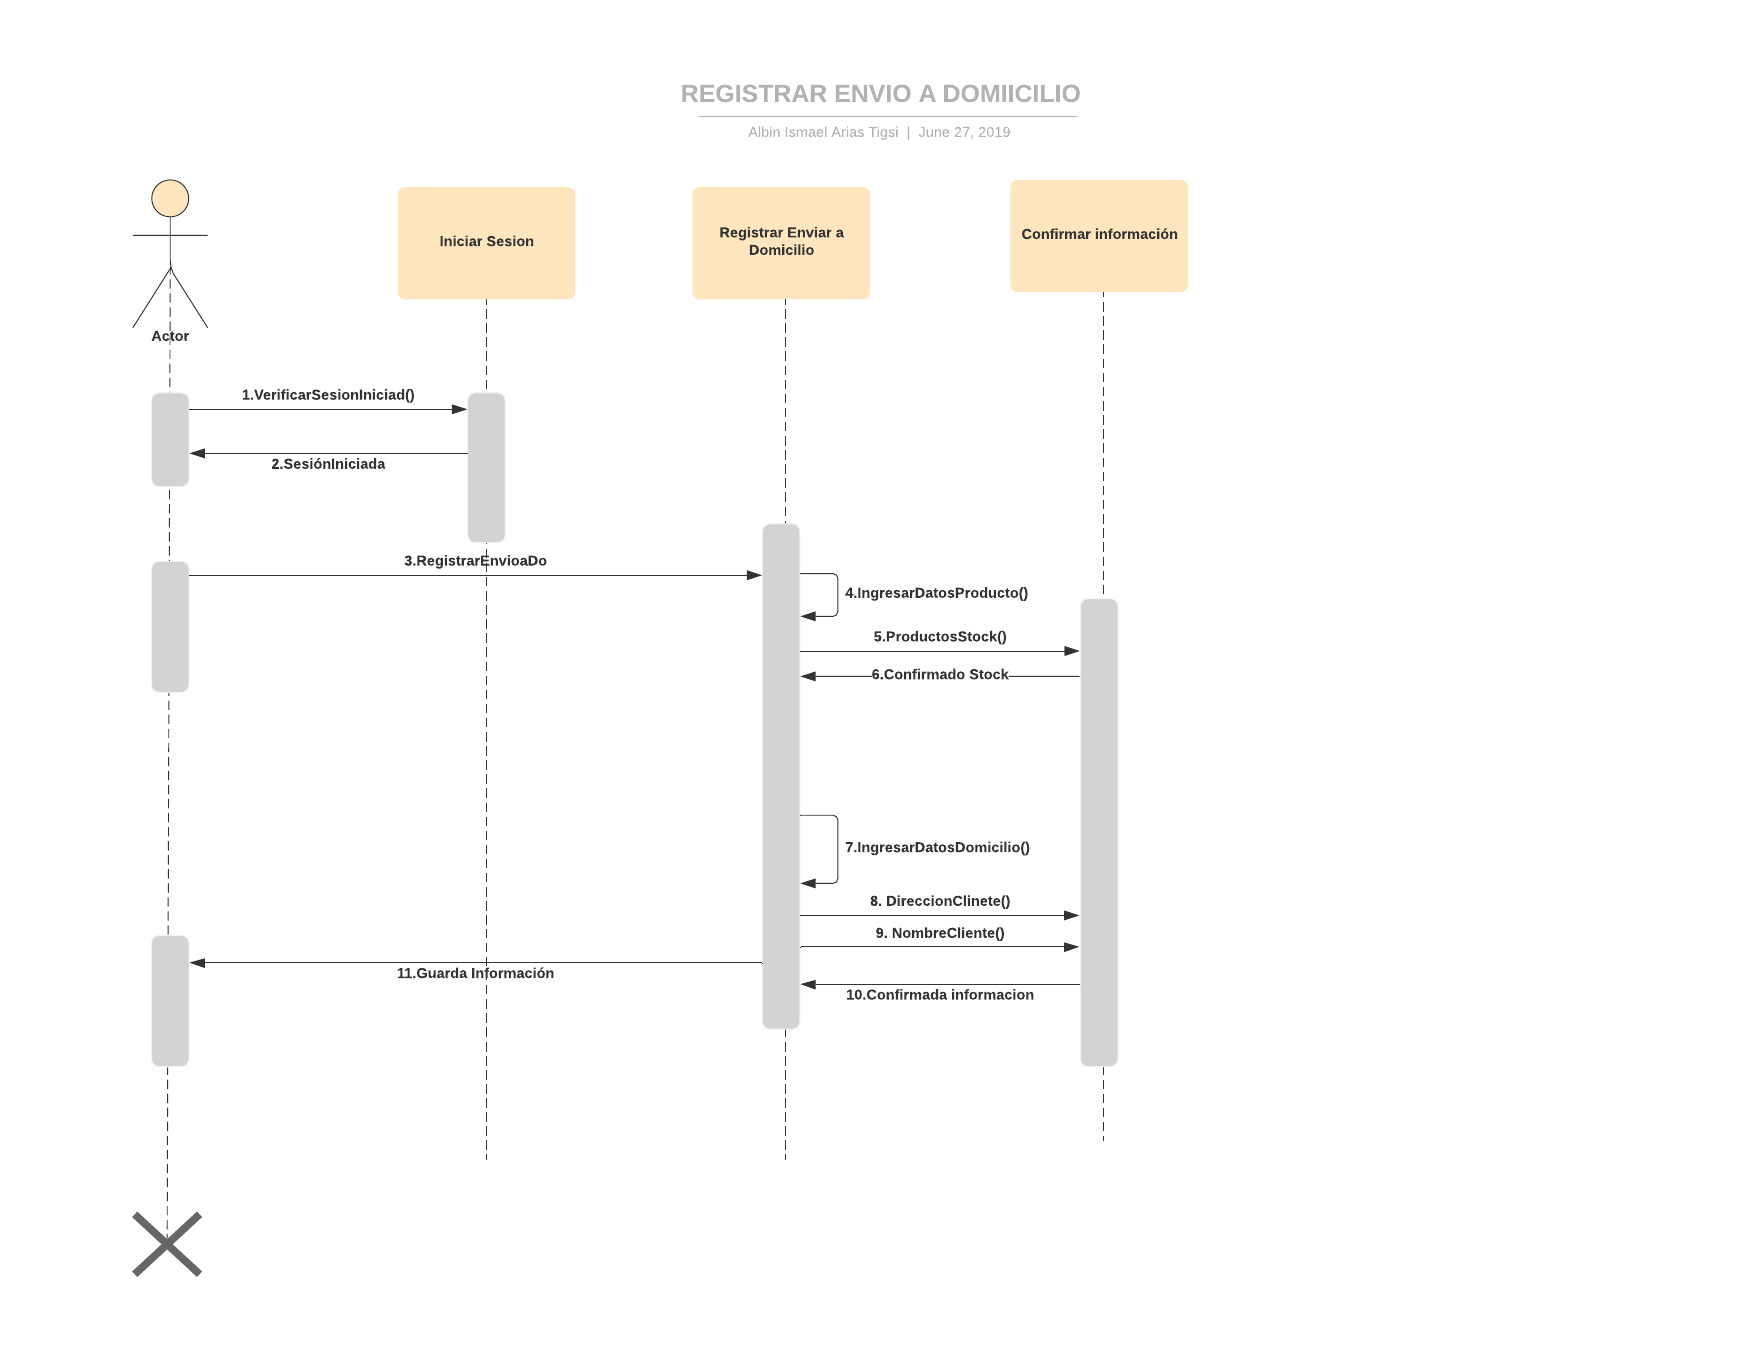 REGISTRAR ENVIO A DOMIICILIO
Albin Ismael Arias Tigsi | June 27, 2019
Iniciar Sesion
Registrar Enviar a
Domicilio
Confirmar información
Actor
1.VerificarSesionIniciad()
2.SesiónIniciada
3.RegistrarEnvioaDo
4.IngresarDatosProducto()
5.ProductosStock()
6.Confirmado Stock
7.IngresarDatosDomicilio()
8. DireccionClinete()
9. NombreCliente()
11.Guarda Información
10.Confirmada informacion